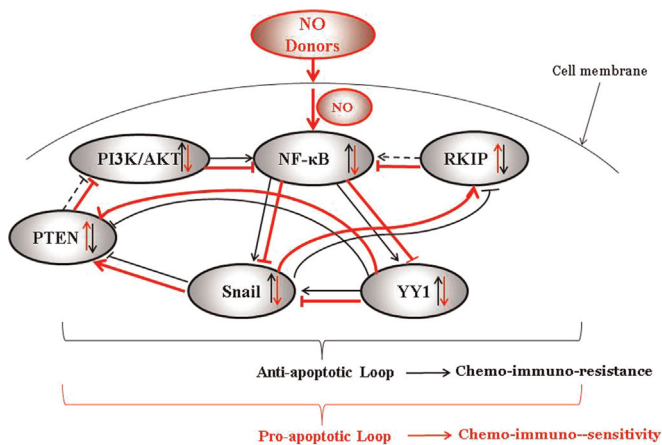 NO
Donors
Cell membrane
NO
PI3K/AKT
NF-κB
RKIP
PTEN
Snail
YY1
Anti-apoptotic Loop
Chemo-immuno-resistance
Pro-apoptotic Loop
Chemo-immuno--sensitivity